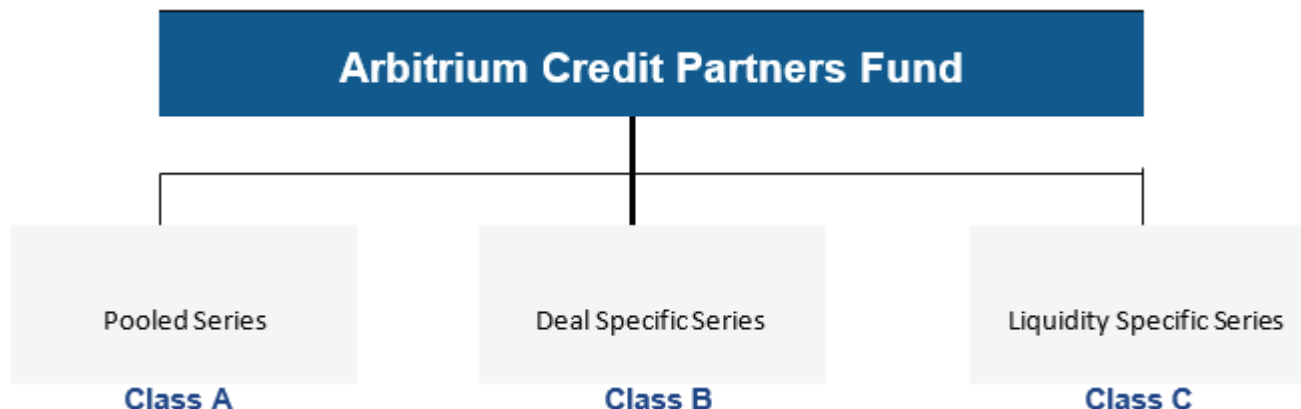 Arbitrium Credit Partners Fund
Pooled Series
Deal Specific Series
Liquidity Specific Series
Class A
Class B
Class C